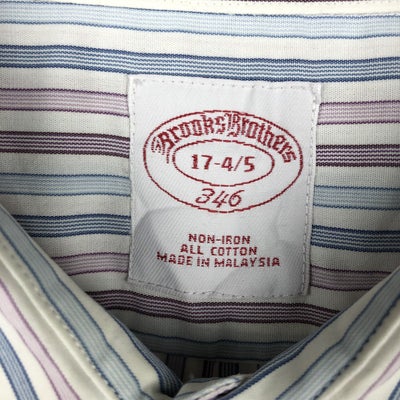 Brooks Brothers
17-4/5
346
NON-IRON
ALL COTTON
MADE IN MALAYSIA